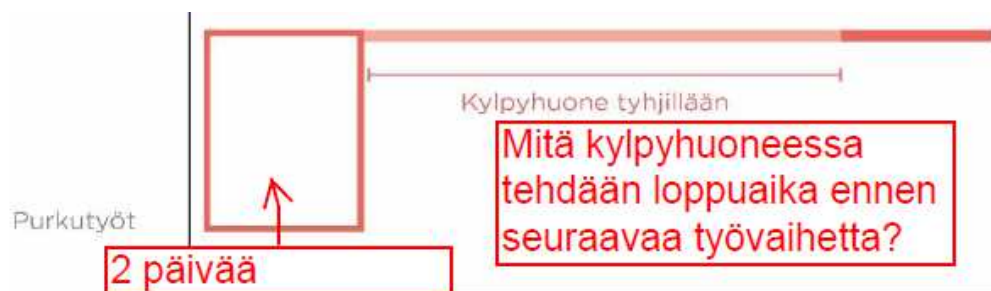 Kylpyhuone tyhjillään
Mitä kylpyhuoneessa
tehdään loppuaika ennen
seuraavaa työvaihetta?
Purkutyöt
2 päivää